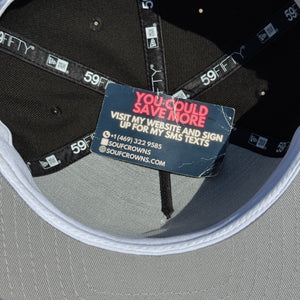 59FIFTY
59FIFTY
59FIFTY
59FIFTY
YOU COULD
SAVE MORE
VISIT MY WEBSITE AND SIGN
UP FOR MY SMS TEXTS
+1 (469) 322 9585
@SOUFCROWNS
SOUFCROWNS.COM